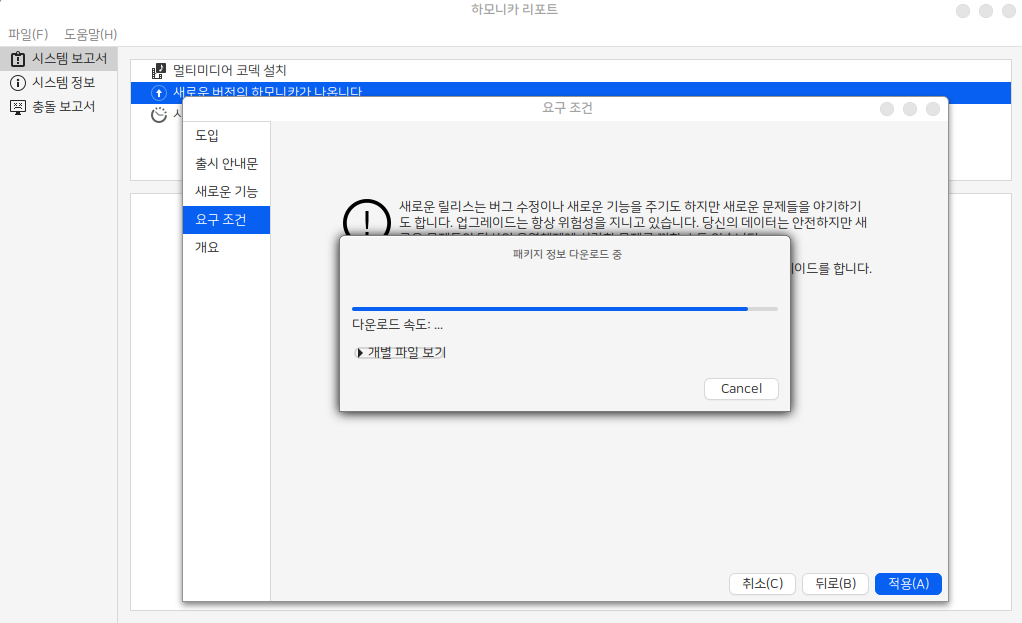 하모니카 리포트
파일(F) 도움말(H)
시스템 보고서
시스템 정보
충돌 보고서
멀티미디어 코덱 설치
새로운 버전의 하모니카가 나옵니다
요구 조건
도입
출시 안내문
새로운 기능
요구 조건
개요
새로운 릴리스는 버그 수정이나 새로운 기능을 주기도 하지만 새로운 문제들을 야기하기
도 합니다. 업그레이드는 항상 위험성을 지니고 있습니다. 당신의 데이터는 안전하지만 새
이드를 합니다.
패키지 정보 다운로드 중
다운로드 속도: ...
개별 파일 보기
Cancel
취소(C) 뒤로(B) 적용(A)